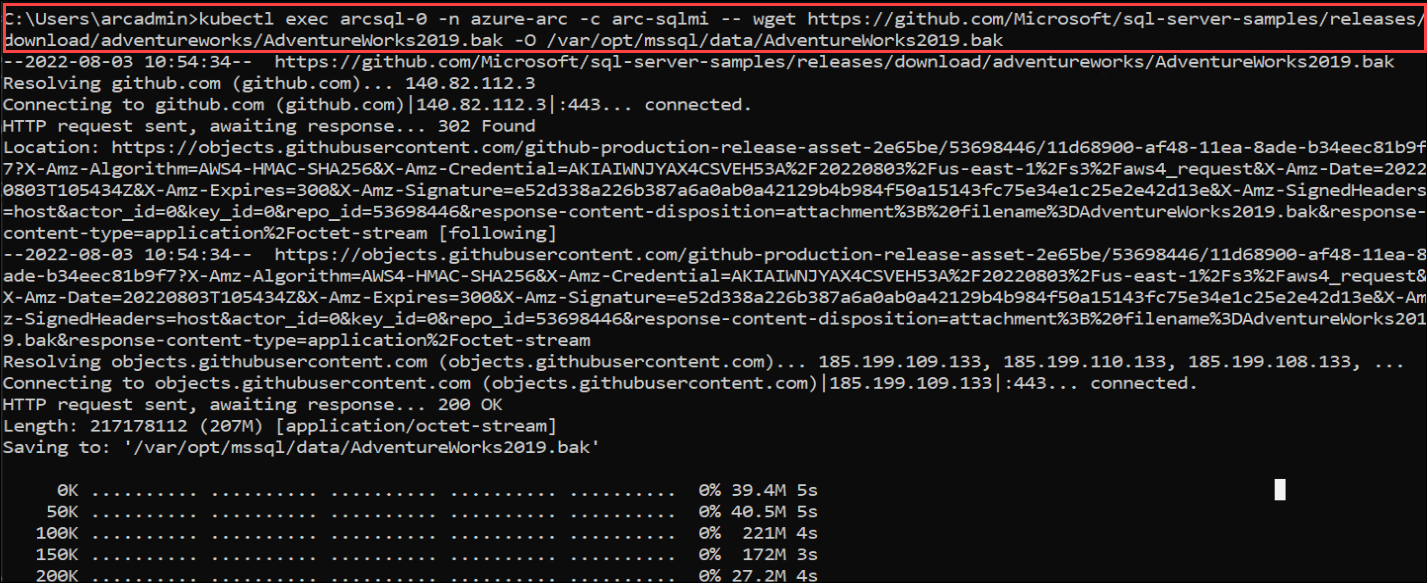 C:\Users\arcadmin>kubectl exec arcsql-0 -n azure-arc -c arc-sqlmi -- wget https://github.com/Microsoft/sql-server-samples/releases/
download/adventureworks/AdventureWorks2019.bak -O /var/opt/mssql/data/AdventureWorks2019.bak
--2022-08-03 10:54:34--  https://github.com/Microsoft/sql-server-samples/releases/download/adventureworks/AdventureWorks2019.bak
Resolving github.com (github.com)... 140.82.112.3
Connecting to github.com (github.com)|140.82.112.3|:443... connected.
HTTP request sent, awaiting response... 302 Found
Location: https://objects.githubusercontent.com/github-production-release-asset-2e65be/53698446/11d68900-af48-11ea-8ade-b34eec81b9f
7?X-Amz-Algorithm=AWS4-HMAC-SHA256&X-Amz-Credential=AKIAIWNJYAX4CSVEH53A%2F20220803%2Fus-east-1%2Fs3%2Faws4_request&X-Amz-Date=2022
0803T105434Z&X-Amz-Expires=300&X-Amz-Signature=e52d338a226b387a6a0ab0a42129b4b984f50a15143fc75e34e1c25e2e42d13e&X-Amz-SignedHeaders
=host&actor_id=0&key_id=0&repo_id=53698446&response-content-disposition=attachment%3B%20filename%3DAdventureWorks2019.bak&response-
content-type=application%2Foctet-stream [following]
--2022-08-03 10:54:34--  https://objects.githubusercontent.com/github-production-release-asset-2e65be/53698446/11d68900-af48-11ea-8
ade-b34eec81b9f7?X-Amz-Algorithm=AWS4-HMAC-SHA256&X-Amz-Credential=AKIAIWNJYAX4CSVEH53A%2F20220803%2Fus-east-1%2Fs3%2Faws4_request&
X-Amz-Date=20220803T105434Z&X-Amz-Expires=300&X-Amz-Signature=e52d338a226b387a6a0ab0a42129b4b984f50a15143fc75e34e1c25e2e42d13e&X-Am
z-SignedHeaders=host&actor_id=0&key_id=0&repo_id=53698446&response-content-disposition=attachment%3B%20filename%3DAdventureWorks201
9.bak&response-content-type=application%2Foctet-stream
Resolving objects.githubusercontent.com (objects.githubusercontent.com)... 185.199.109.133, 185.199.110.133, 185.199.108.133, ...
Connecting to objects.githubusercontent.com (objects.githubusercontent.com)|185.199.109.133|:443... connected.
HTTP request sent, awaiting response... 200 OK
Length: 217178112 (207M) [application/octet-stream]
Saving to: '/var/opt/mssql/data/AdventureWorks2019.bak'
0K .......... .......... .......... .......... ..........  0% 39.4M 5s
50K .......... .......... .......... .......... ..........  0% 40.5M 5s
100K .......... .......... .......... .......... ..........  0%  221M 4s
150K .......... .......... .......... .......... ..........  0%  172M 3s
200K .......... .......... .......... .......... ..........  0% 27.2M 4s